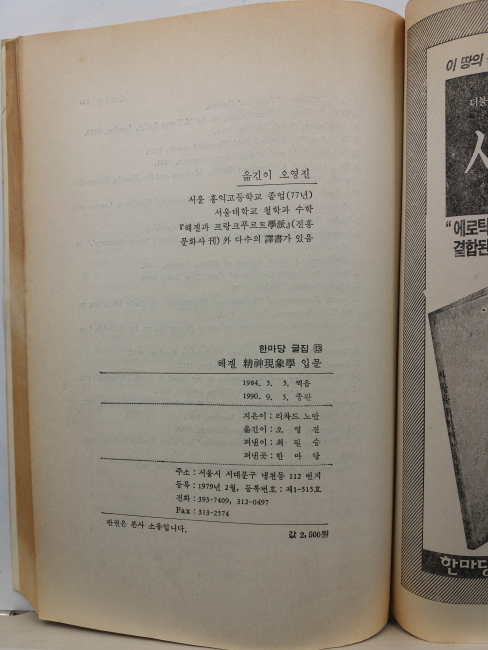 옮긴이 오영진
서울 홍익고등학교 졸업(77년)
서울대학교 철학과 수학
『헤겔과 프랑크푸르트學派』(진흥
문화사 刊) 外 다수의 譯書가 있음
한마당 글집 13
헤겔 精神現象學 입문
1984. 3. 5. 찍음
1990. 9. 5. 중판
지은이 : 리차드 노만
옮긴이 : 오 영 진
펴낸이 : 최 원 승
펴낸곳 : 한 마 당
주소 : 서울시 서대문구 냉천동 112 번지
등록 : 1979년 2월, 등록번호 : 제1-515호
전화 : 393-7409, 312-0497
Fax : 313-2574
판권은 본사 소유입니다.
값 2,500원
이 땅의
더불
사
“에로틱
결합된
한마당